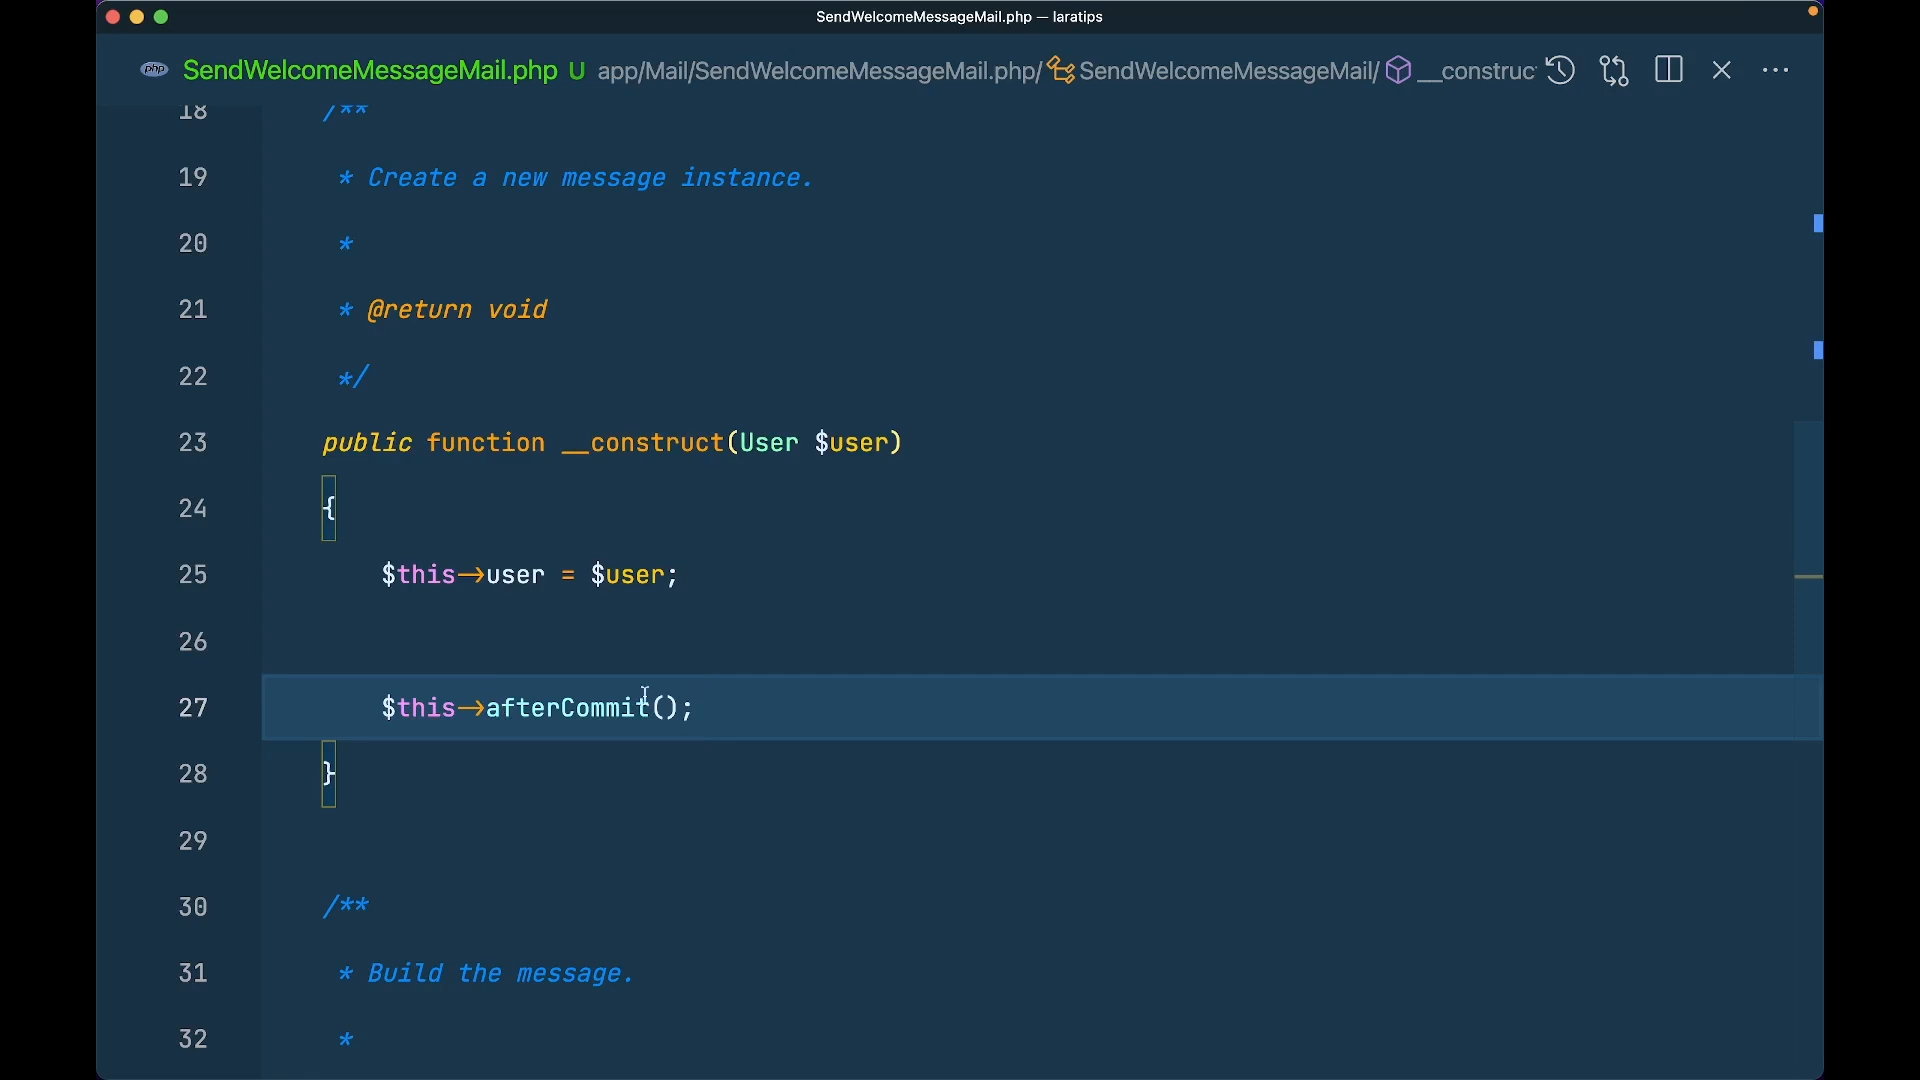 SendWelcomeMessageMail.php — laratips
php SendWelcomeMessageMail.php U app/Mail/SendWelcomeMessageMail.php/ SendWelcomeMessageMail/ __construc ...
18 /**
19 * Create a new message instance.
20 *
21 * @return void
22 */
23 public function __construct(User $user)
24 {
25 $this->user = $user;
26
27 $this->afterCommit();
28 }
29
30 /**
31 * Build the message.
32 *